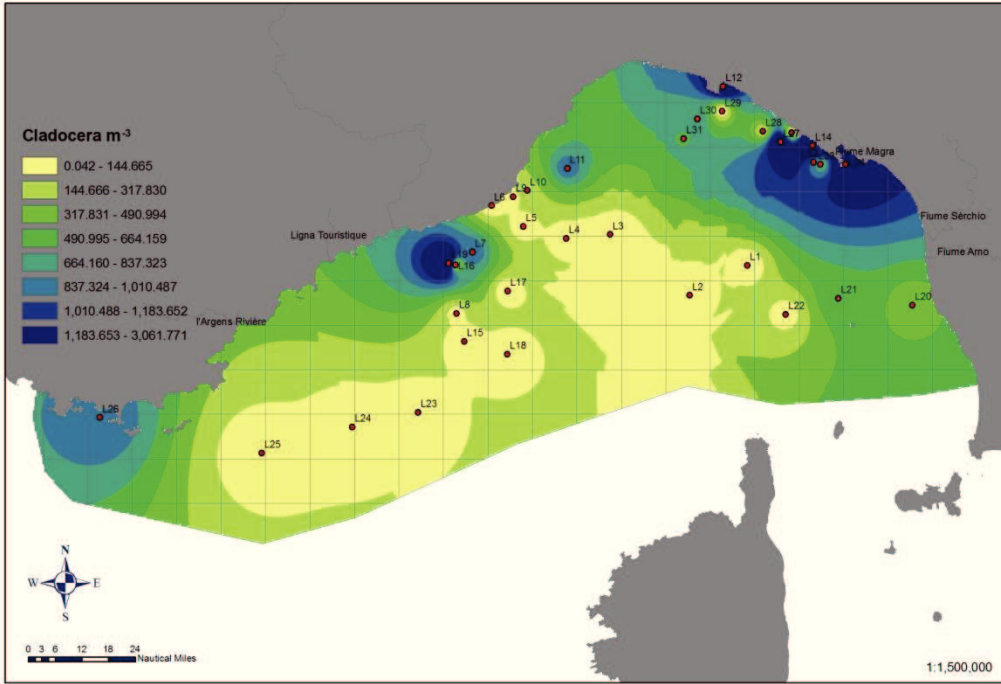 Cladocera m-3
0.042 - 144.665
144.666 - 317.830
317.831 - 490.994
490.995 - 664.159
664.160 - 837.323
837.324 - 1,010.487
1,010.488 - 1,183.652
1,183.653 - 3,061.771
L12
L29
L30
L31
L28
L14
Fiume Magra
L11
L10
L9
L6
L5
L4
L3
Ligna Touristique
L7
L16
Fiume Sérchio
Fiume Arno
L1
L2
L17
L8
L22
L21
L20
l'Argens Rivière
L15
L18
L26
L23
L24
L25
N
W
E
S
0 3 6 12 18 24
Nautical Miles
1:1,500,000